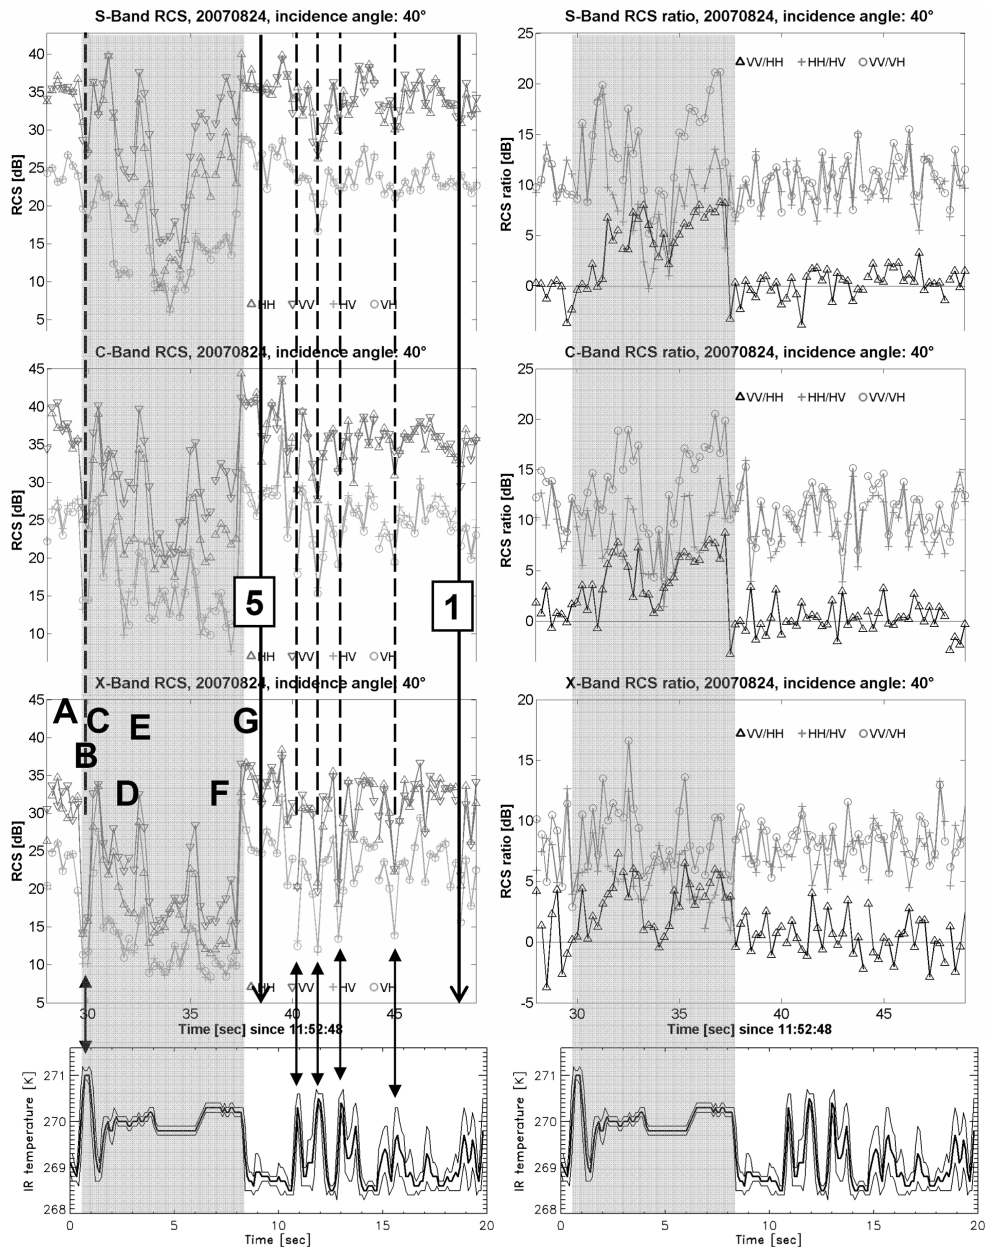 S-Band RCS, 20070824, incidence angle: 40°
RCS [dB]
40
35
30
25
20
15
10
5
HH VV HV VH
S-Band RCS ratio, 20070824, incidence angle: 40°
RCS ratio [dB]
25
20
15
10
5
0
VV/HH HH/HV VV/VH
C-Band RCS, 20070824, incidence angle: 40°
RCS [dB]
45
40
35
30
25
20
15
10
5
1
HH VV HV VH
C-Band RCS ratio, 20070824, incidence angle: 40°
RCS ratio [dB]
25
20
15
10
5
0
VV/HH HH/HV VV/VH
X-Band RCS, 20070824, incidence angle: 40°
RCS [dB]
45
40
35
30
25
20
15
10
5
A
B
C
D
E
F
G
HH VV HV VH
30 35 40 45
Time [sec] since 11:52:48
X-Band RCS ratio, 20070824, incidence angle: 40°
RCS ratio [dB]
20
15
10
5
0
-5
VV/HH HH/HV VV/VH
30 35 40 45
Time [sec] since 11:52:48
IR temperature [K]
271
270
269
268
0 5 10 15 20
Time [sec]
IR temperature [K]
271
270
269
268
0 5 10 15 20
Time [sec]